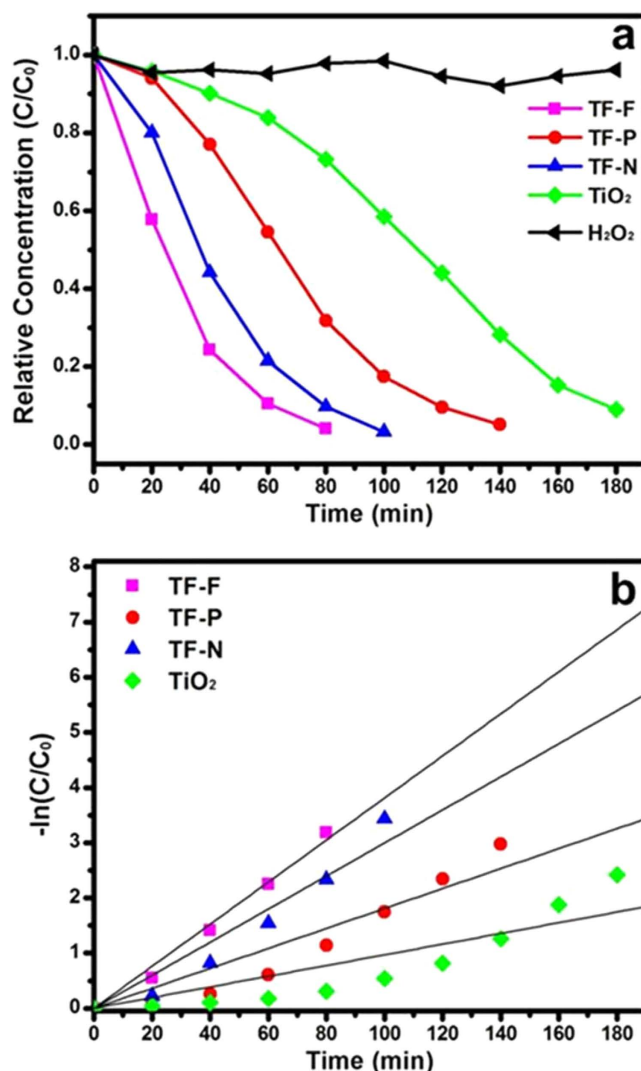 a
Relative Concentration (C/C₀)
1.0
0.8
0.6
0.4
0.2
0.0
TF-F
TF-P
TF-N
TiO₂
H₂O₂
0 20 40 60 80 100 120 140 160 180
Time (min)
b
-ln(C/C₀)
8
7
6
5
4
3
2
1
0
TF-F
TF-P
TF-N
TiO₂
0 20 40 60 80 100 120 140 160 180
Time (min)